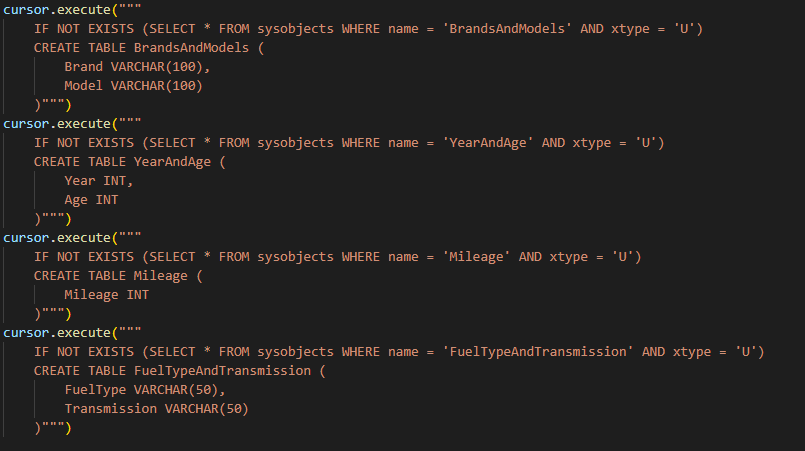 cursor.execute("""
    IF NOT EXISTS (SELECT * FROM sysobjects WHERE name = 'BrandsAndModels' AND xtype = 'U')
    CREATE TABLE BrandsAndModels (
        Brand VARCHAR(100),
        Model VARCHAR(100)
    )""")
cursor.execute("""
    IF NOT EXISTS (SELECT * FROM sysobjects WHERE name = 'YearAndAge' AND xtype = 'U')
    CREATE TABLE YearAndAge (
        Year INT,
        Age INT
    )""")
cursor.execute("""
    IF NOT EXISTS (SELECT * FROM sysobjects WHERE name = 'Mileage' AND xtype = 'U')
    CREATE TABLE Mileage (
        Mileage INT
    )""")
cursor.execute("""
    IF NOT EXISTS (SELECT * FROM sysobjects WHERE name = 'FuelTypeAndTransmission' AND xtype = 'U')
    CREATE TABLE FuelTypeAndTransmission (
        FuelType VARCHAR(50),
        Transmission VARCHAR(50)
    )""")